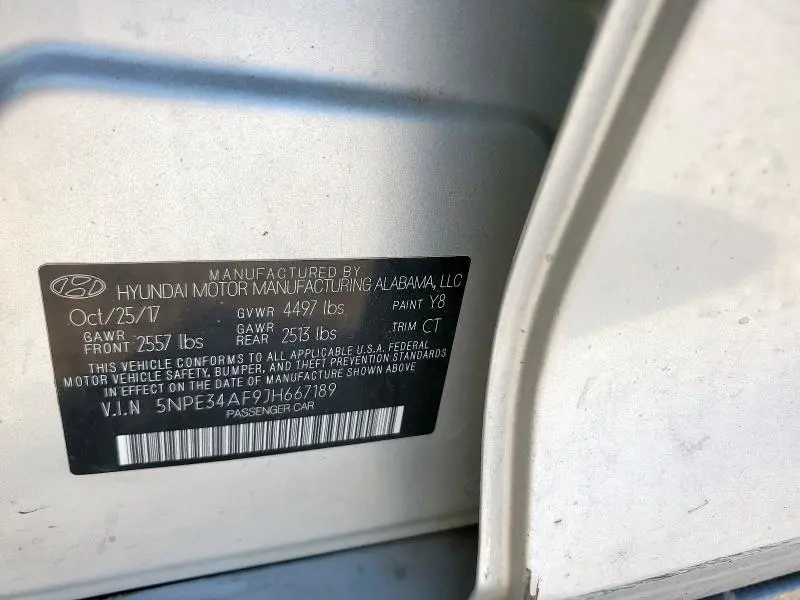 MANUFACTURED BY
HYUNDAI MOTOR MANUFACTURING ALABAMA, LLC
Oct/25/17 GVWR 4497 lbs PAINT Y8
GAWR FRONT 2557 lbs GAWR REAR 2513 lbs TRIM CT
THIS VEHICLE CONFORMS TO ALL APPLICABLE U.S.A. FEDERAL
MOTOR VEHICLE SAFETY, BUMPER, AND THEFT PREVENTION STANDARDS
IN EFFECT ON THE DATE OF MANUFACTURE SHOWN ABOVE
V.I.N 5NPE34AF9JH667189
PASSENGER CAR